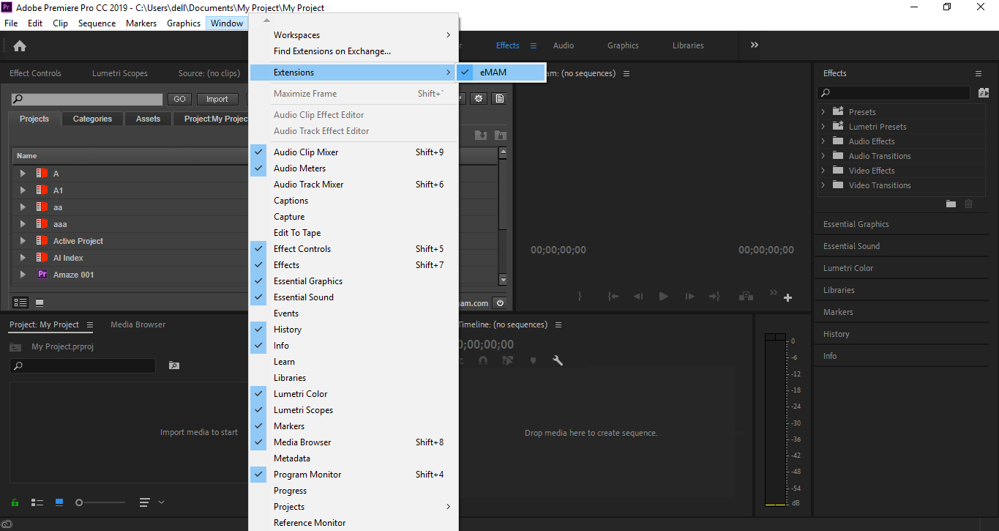 Pr Adobe Premiere Pro CC 2019 - C:\Users\dell\Documents\My Project\My Project
File Edit Clip Sequence Markers Graphics Window
Effects Audio Graphics Libraries
Effect Controls Lumetri Scopes Source: (no clips)
GO Import
Projects Categories Assets Project:My Projec
Name
A
A1
aa
aaa
Active Project
AI Index
Pr Amaze 001
am.com
Workspaces
Find Extensions on Exchange...
Extensions
eMAM
Maximize Frame Shift+`
Audio Clip Effect Editor
Audio Track Effect Editor
Audio Clip Mixer Shift+9
Audio Meters
Audio Track Mixer Shift+6
Captions
Capture
Edit To Tape
Effect Controls Shift+5
Effects Shift+7
Essential Graphics
Essential Sound
Events
History
Info
Learn
Libraries
Lumetri Color
Lumetri Scopes
Markers
Media Browser Shift+8
Metadata
Program Monitor Shift+4
Progress
Projects
Reference Monitor
am: (no sequences)
00;00;00;00 00;00;00;00
Effects
Presets
Lumetri Presets
Audio Effects
Audio Transitions
Video Effects
Video Transitions
Essential Graphics
Essential Sound
Lumetri Color
Libraries
Markers
History
Info
Project: My Project Media Browser
My Project.prproj
Import media to start
Timeline: (no sequences)
0;00;00;00
Drop media here to create sequence.
0
-6
-12
-18
-24
-30
-36
-42
-48
-54
dB